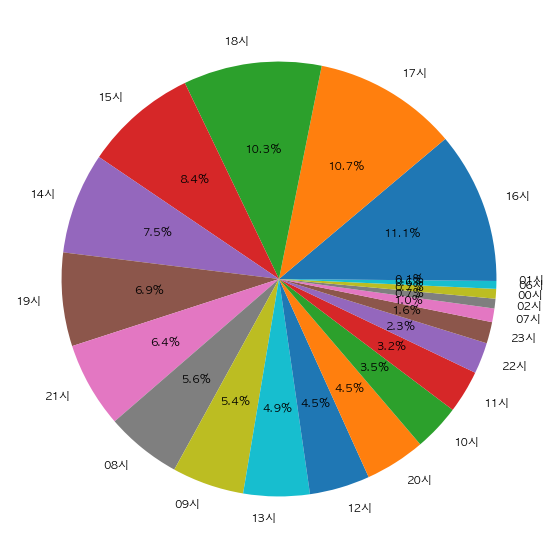 18시
17시
15시
10.3%
10.7%
8.4%
14시
16시
7.5%
11.1%
19시
6.9%
01시
00시
02시
1.0%
07시
1.6%
23시
2.3%
6.4%
3.2%
22시
3.5%
5.6%
4.5%
21시
5.4%
4.9%
4.5%
11시
10시
08시
20시
09시
13시
12시